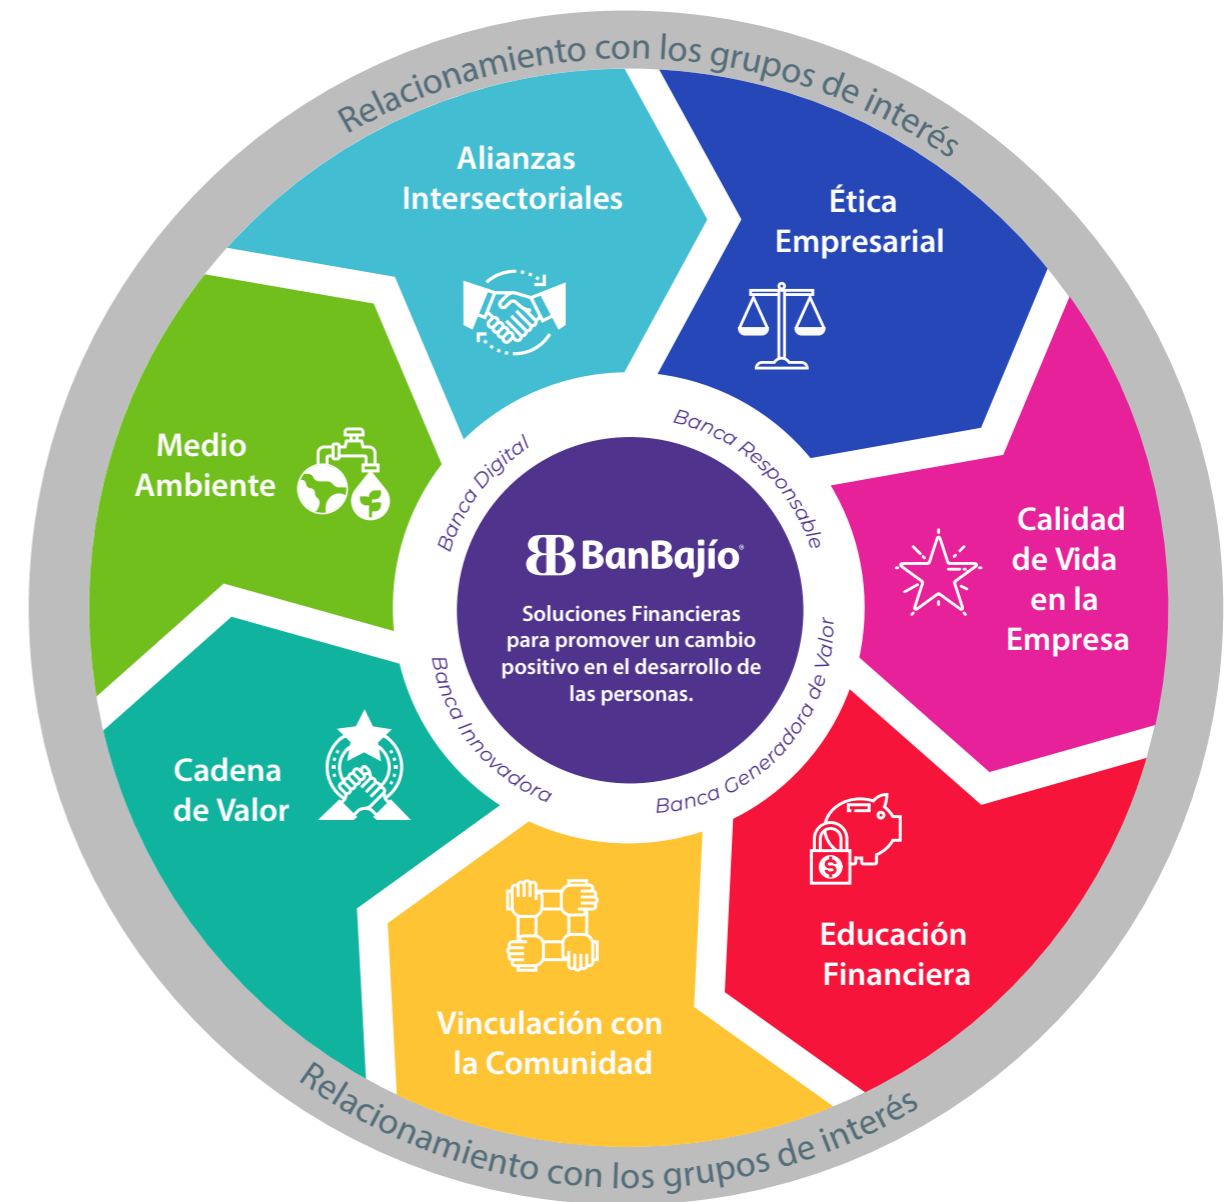 Relacionamiento con los grupos de interés
Alianzas
Intersectoriales
Ética
Empresarial
Medio
Ambiente
Calidad
de Vida
en la
Empresa
Banca Digital
Banca Responsable
BanBajío
Soluciones Financieras
para promover un cambio
positivo en el desarrollo de
las personas.
Banca Innovadora
Banca Generadora de Valor
Cadena
de Valor
$
Educación
Financiera
Vinculación con
la Comunidad
Relacionamiento con los grupos de interés